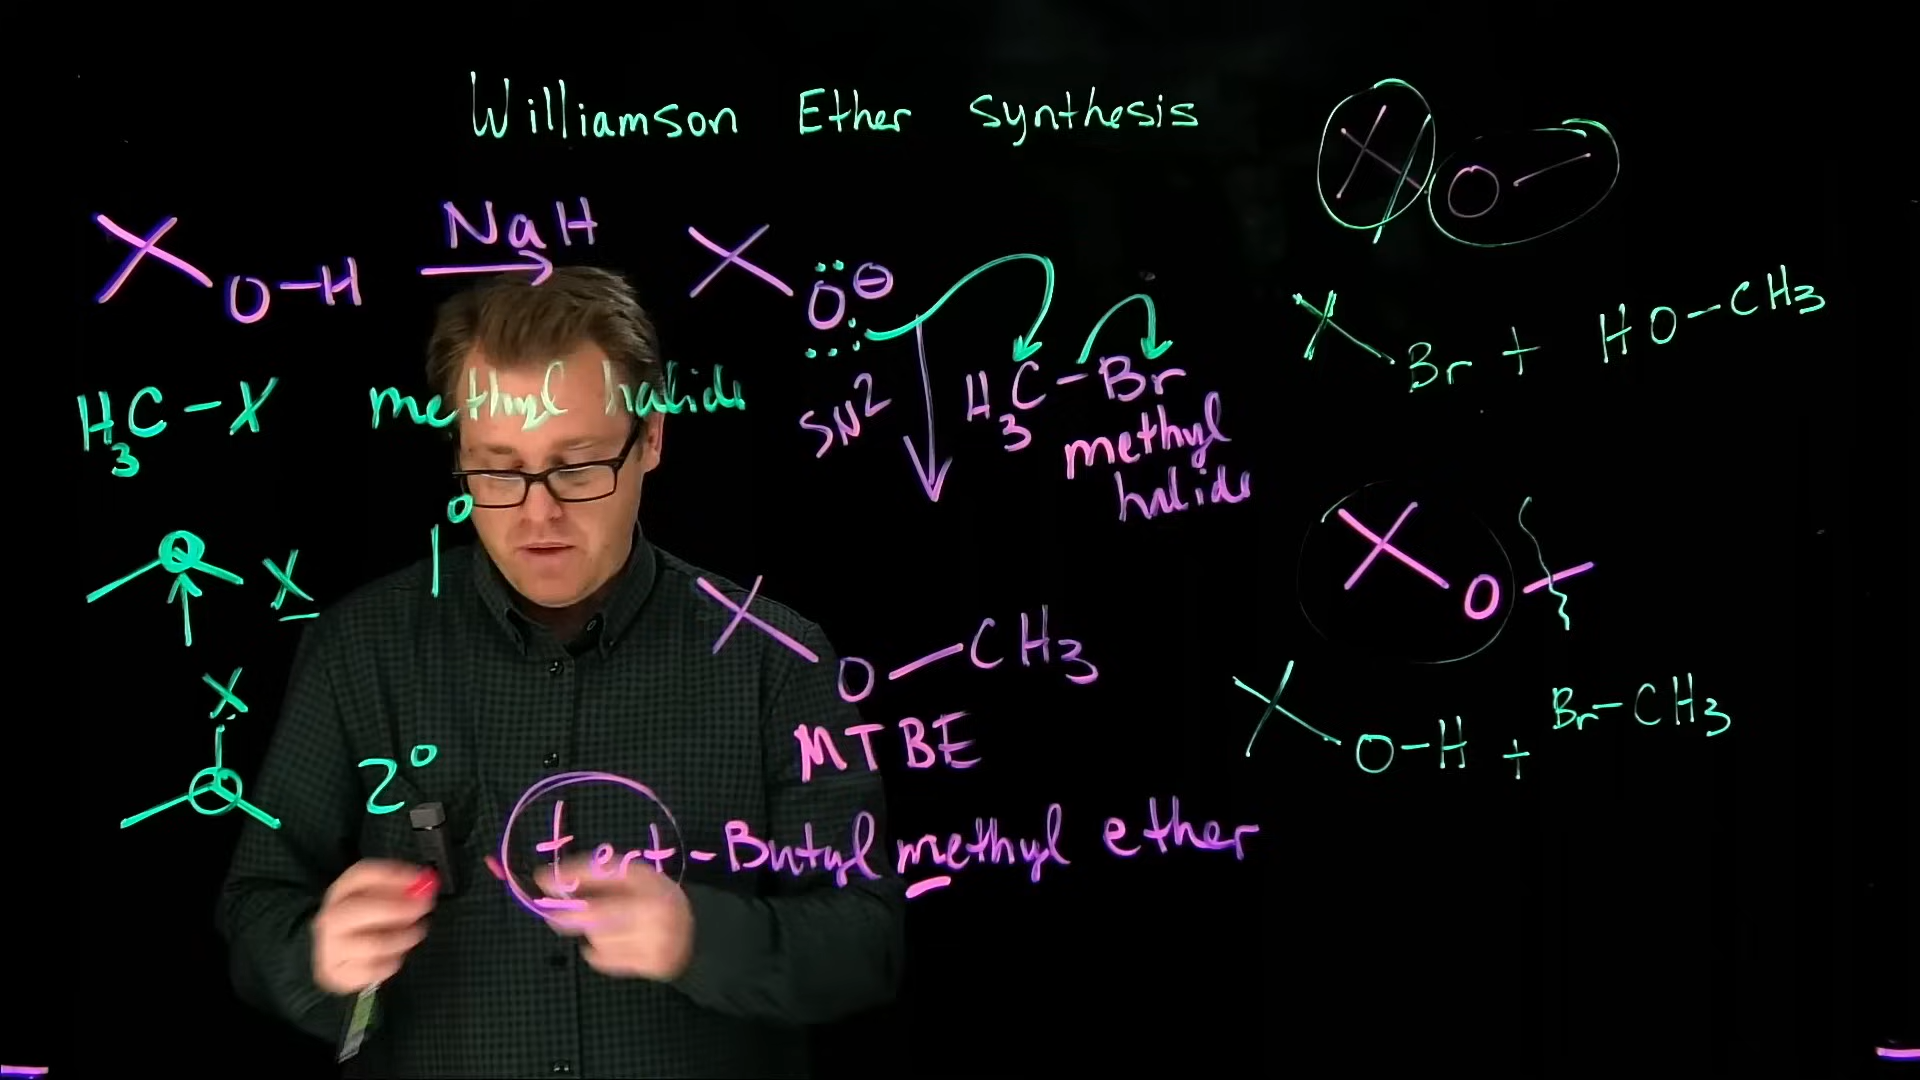 Williamson Ether synthesis
NaH
O-H
O⊖
H3C-Br
SN2
methyl
halide
H3C-X methyl halide
X 1°
X
2°
O-CH3
MTBE
tert-Butyl methyl ether
O
Br + HO-CH3
O
O-H + Br-CH3